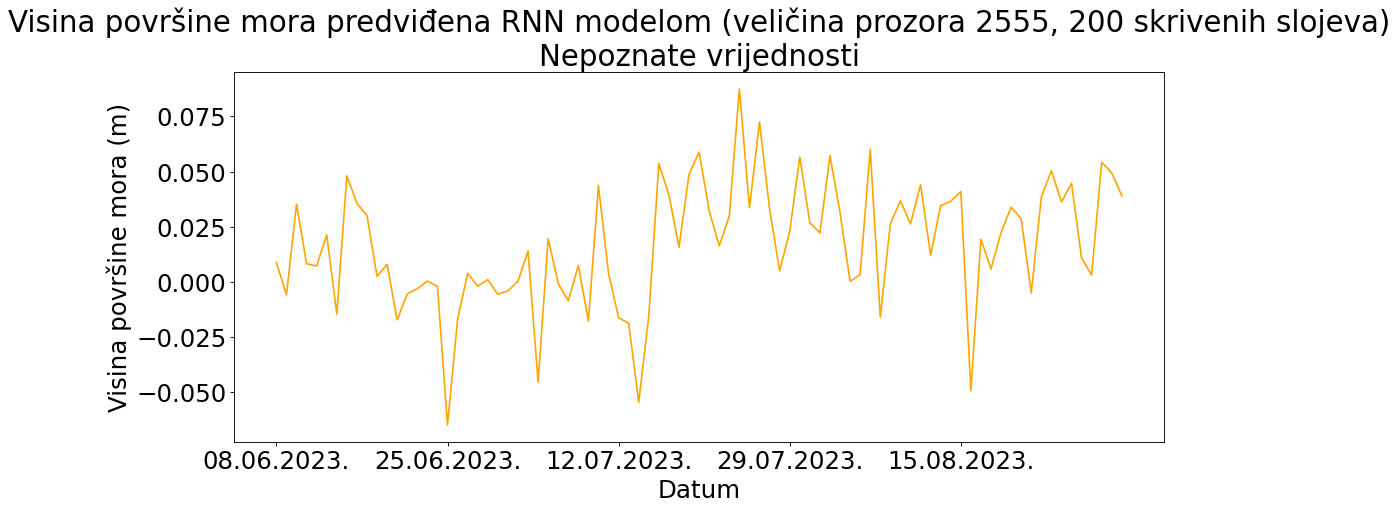 Visina površine mora predviđena RNN modelom (veličina prozora 2555, 200 skrivenih slojeva)
Nepoznate vrijednosti
Visina površine mora (m)
0.075
0.050
0.025
0.000
−0.025
−0.050
08.06.2023. 25.06.2023. 12.07.2023. 29.07.2023. 15.08.2023.
Datum